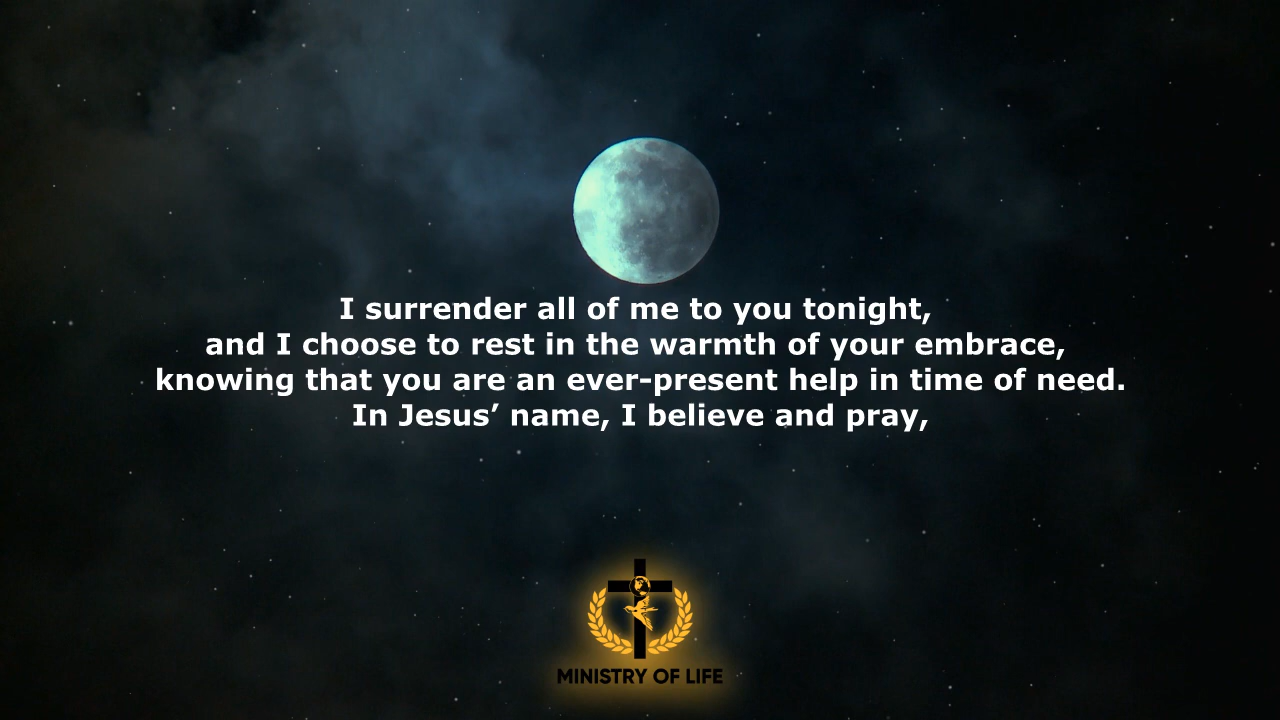 I surrender all of me to you tonight,
and I choose to rest in the warmth of your embrace,
knowing that you are an ever-present help in time of need.
In Jesus’ name, I believe and pray,
MINISTRY OF LIFE